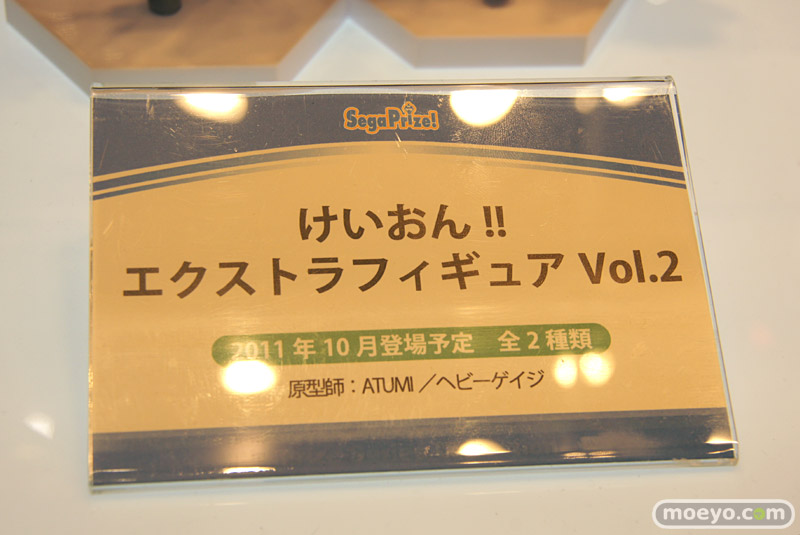 SegaPrize!
けいおん!!
エクストラフィギュア Vol.2
2011年10月登場予定 全2種類
原型師：ATUMI／ヘビーゲイジ
moeyo.com